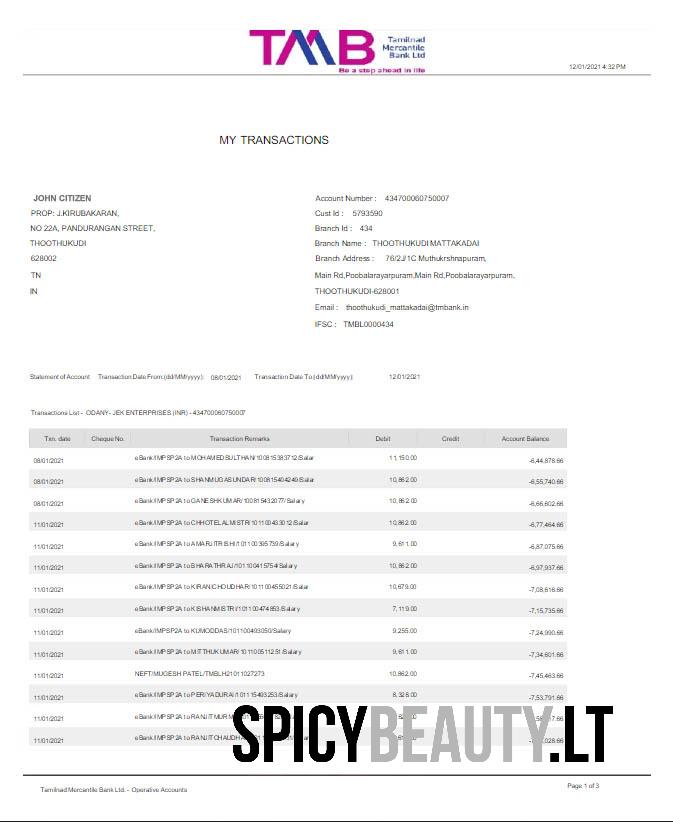 TMB Tamilnad
Mercantile
Bank Ltd
Be a step ahead in life
12/01/2021 4:32 PM
MY TRANSACTIONS
JOHN CITIZEN
PROP: J.KIRUBAKARAN,
NO 22A, PANDURANGAN STREET,
THOOTHUKUDI
628002
TN
IN
Account Number : 434700060750007
Cust Id : 5793590
Branch Id : 434
Branch Name : THOOTHUKUDI MATTAKADAI
Branch Address : 76/2J/1C Muthukrshnapuram,
Main Rd,Poobalarayarpuram,Main Rd,Poobalarayarpuram,
THOOTHUKUDI-628001
Email : thoothukudi_mattakadai@tmbank.in
IFSC : TMBL0000434
Statement of Account Transaction Date From:(dd/MM/yyyy): 08/01/2021 Transaction Date To:(dd/MM/yyyy): 12/01/2021
Transactions List - ODANY- JEK ENTERPRISES (INR) - 434700060750007
Txn. date Cheque No. Transaction Remarks Debit Credit Account Balance
08/01/2021 eBank/IMPSP2A to MOHAMEDSULTHAN/100815383712/Salar 11,150.00 -6,44,878.66
08/01/2021 eBank/IMPSP2A to SHANMUGASUNDAR/100815404249/Salar 10,862.00 -6,55,740.66
08/01/2021 eBank/IMPSP2A to GANESHKUMAR/100815432077/Salary 10,862.00 -6,66,602.66
11/01/2021 eBank/IMPSP2A to CHHOTELALMISTRI/101100433012/Salar 10,862.00 -6,77,464.66
11/01/2021 eBank/IMPSP2A to AMARJITRISHI/101100395739/Salary 9,611.00 -6,87,075.66
11/01/2021 eBank/IMPSP2A to BHARATHRAJ/101100415754/Salary 10,862.00 -6,97,937.66
11/01/2021 eBank/IMPSP2A to KIRANCHOUDHAR/101100455021/Salar 10,679.00 -7,08,616.66
11/01/2021 eBank/IMPSP2A to KISHANMISTRI/101100474853/Salary 7,119.00 -7,15,735.66
11/01/2021 eBank/IMPSP2A to KUMODDAS/101100493050/Salary 9,255.00 -7,24,990.66
11/01/2021 eBank/IMPSP2A to MITTHUKUMAR/101100511251/Salary 9,611.00 -7,34,601.66
11/01/2021 NEFT/MUGESH PATEL/TMBLH21011027273 10,862.00 -7,45,463.66
11/01/2021 eBank/IMPSP2A to PERIYADURAI/101115493253/Salary 8,328.00 -7,53,791.66
11/01/2021 eBank/IMPSP2A to
11/01/2021 eBank/IMPSP2A to
SPICYBEAUTY.LT
Tamilnad Mercantile Bank Ltd. - Operative Accounts
Page 1 of 3